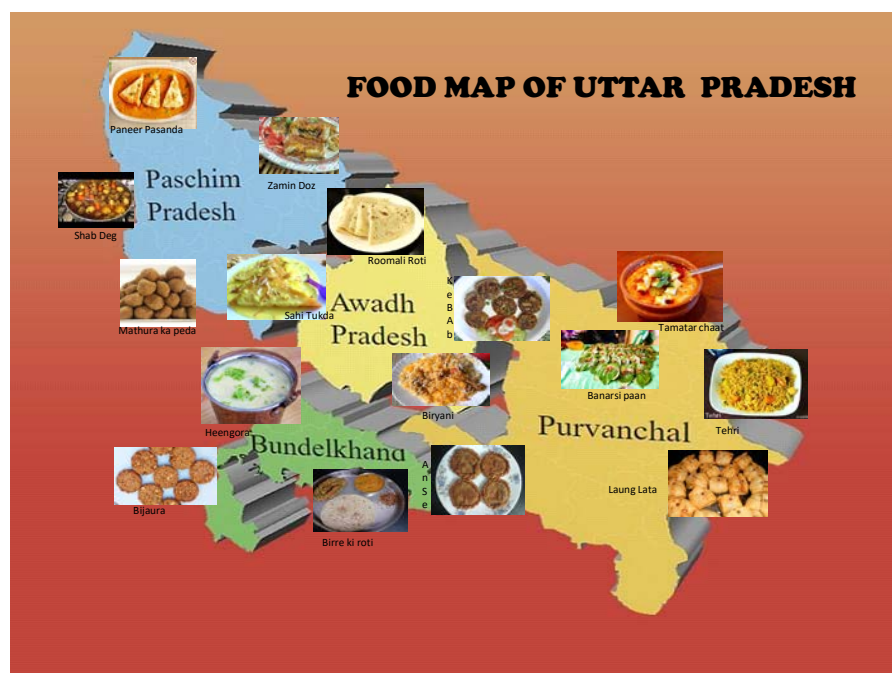 FOOD MAP OF UTTAR PRADESH
Paneer Pasanda
Zamin Doz
Paschim
Pradesh
Shab Deg
Roomali Roti
Mathura ka peda
Sahi Tukda
Awadh
Pradesh
K
e
B
A
b
Tamatar chaat
Banarsi paan
Biryani
Heengora
Bundelkhand
Purvanchal
Tehri
Tehri
A
n
S
e
Laung Lata
Bijaura
Birre ki roti